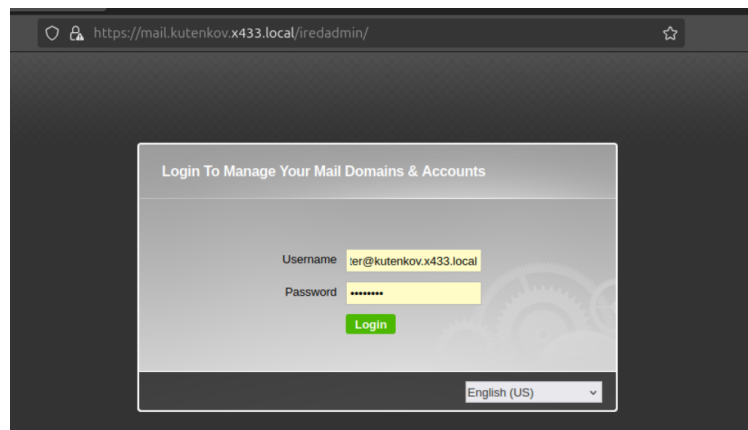 https://mail.kutenkov.x433.local/iredadmin/
Login To Manage Your Mail Domains & Accounts
Username :er@kutenkov.x433.local
Password ••••••••
Login
English (US)